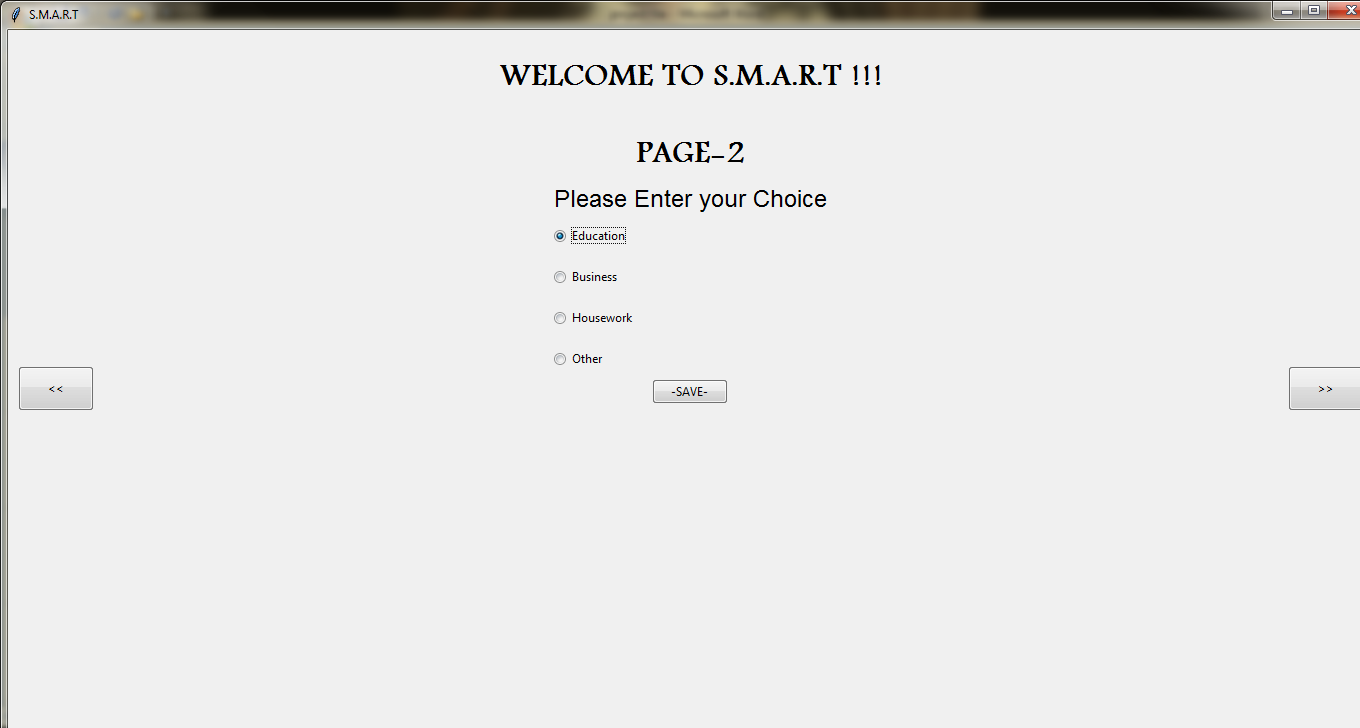 S.M.A.R.T
WELCOME TO S.M.A.R.T !!!
PAGE-2
Please Enter your Choice
Education
Business
Housework
Other
<< >>
-SAVE-